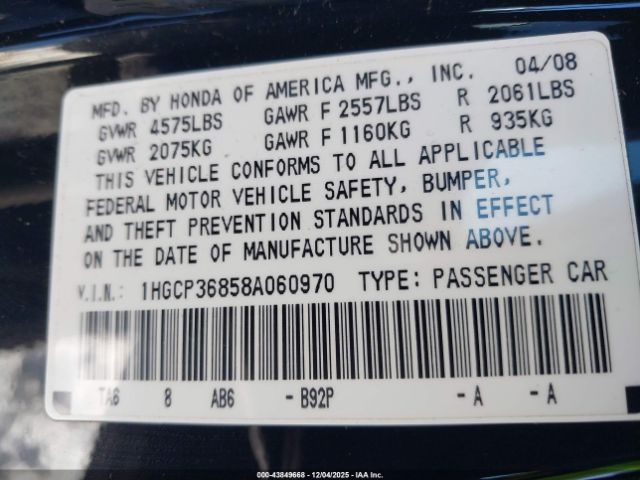 MFD. BY HONDA OF AMERICA MFG., INC. 04/08
GVWR 4575LBS GAWR F 2557LBS R 2061LBS
GVWR 2075KG GAWR F 1160KG R 935KG
THIS VEHICLE CONFORMS TO ALL APPLICABLE
FEDERAL MOTOR VEHICLE SAFETY, BUMPER,
AND THEFT PREVENTION STANDARDS IN EFFECT
ON THE DATE OF MANUFACTURE SHOWN ABOVE.
V.I.N.: 1HGCP36858A060970 TYPE: PASSENGER CAR
TA6 8 AB6 - B92P - A - A
000-43849668 - 12/04/2025 - IAA Inc. copart.